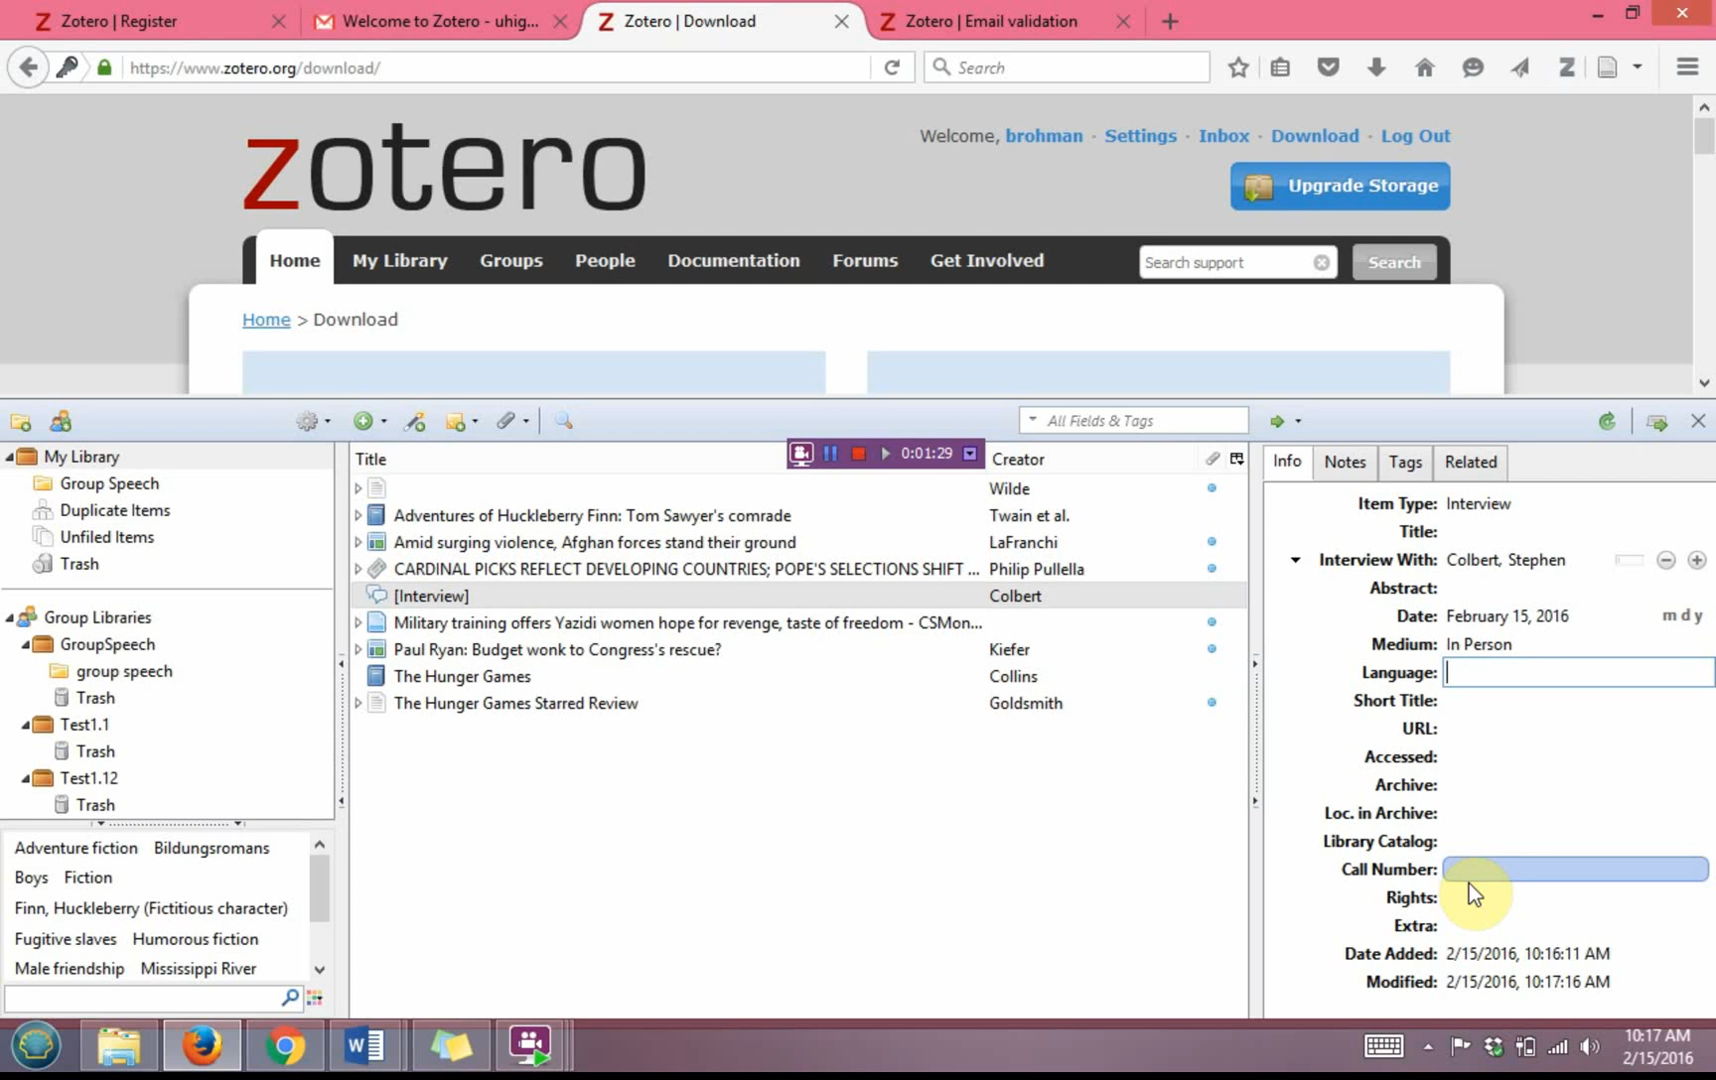 Zotero | Register
Welcome to Zotero - uhig...
Zotero | Download
Zotero | Email validation
https://www.zotero.org/download/
Search
zotero
Welcome, brohman · Settings · Inbox · Download · Log Out
Upgrade Storage
Home
My Library
Groups
People
Documentation
Forums
Get Involved
Search support
Search
Home > Download
All Fields & Tags
My Library
Group Speech
Duplicate Items
Unfiled Items
Trash
Group Libraries
GroupSpeech
group speech
Trash
Test1.1
Trash
Test1.12
Trash
Adventure fiction Bildungsromans
Boys Fiction
Finn, Huckleberry (Fictitious character)
Fugitive slaves Humorous fiction
Male friendship Mississippi River
Title
0:01:29
Creator
Wilde
Adventures of Huckleberry Finn: Tom Sawyer's comrade Twain et al.
Amid surging violence, Afghan forces stand their ground LaFranchi
CARDINAL PICKS REFLECT DEVELOPING COUNTRIES; POPE'S SELECTIONS SHIFT ... Philip Pullella
[Interview] Colbert
Military training offers Yazidi women hope for revenge, taste of freedom - CSMon...
Paul Ryan: Budget wonk to Congress's rescue? Kiefer
The Hunger Games Collins
The Hunger Games Starred Review Goldsmith
Info
Notes
Tags
Related
Item Type: Interview
Title:
Interview With: Colbert, Stephen
Abstract:
Date: February 15, 2016 m d y
Medium: In Person
Language:
Short Title:
URL:
Accessed:
Archive:
Loc. in Archive:
Library Catalog:
Call Number:
Rights:
Extra:
Date Added: 2/15/2016, 10:16:11 AM
Modified: 2/15/2016, 10:17:16 AM
10:17 AM
2/15/2016